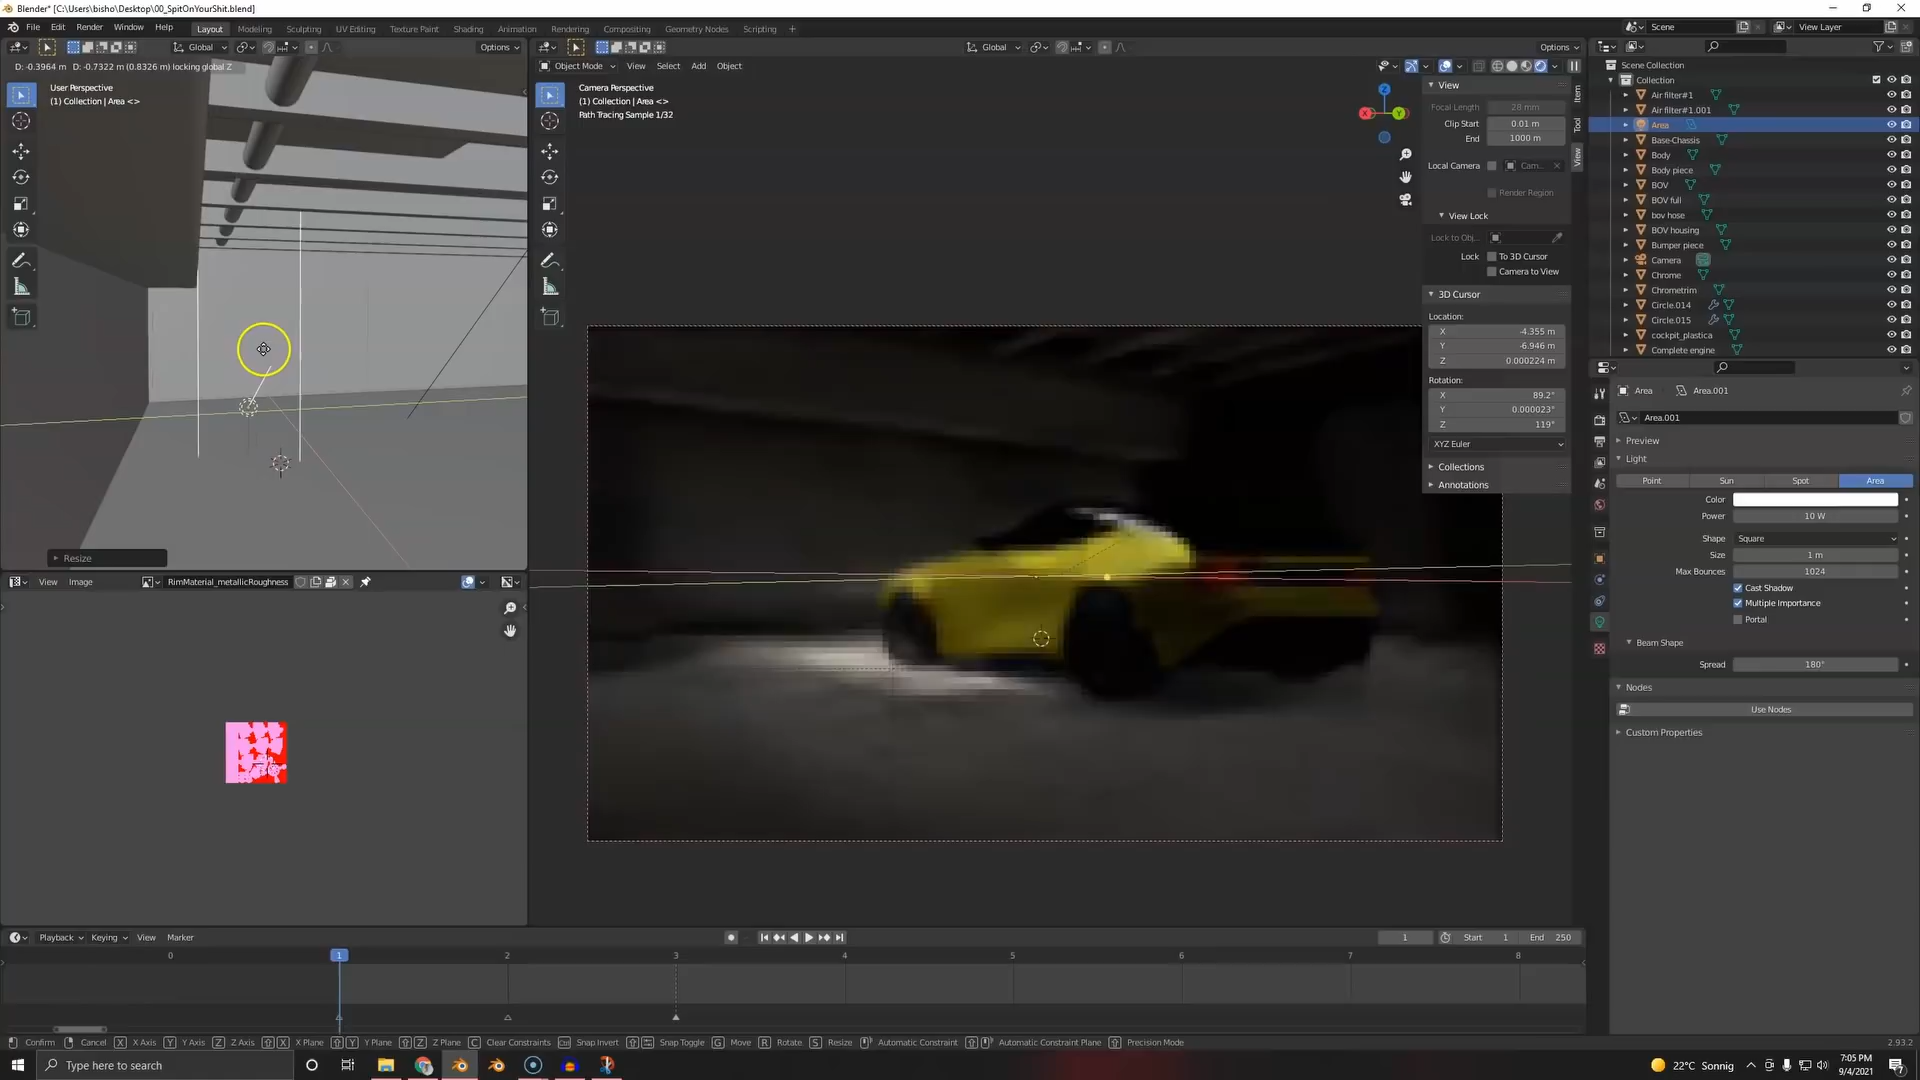 Blender* [C:\Users\bisho\Desktop\00_SpitOnYourShit.blend]
File Edit Render Window Help Layout Modeling Sculpting UV Editing Texture Paint Shading Animation Rendering Compositing Geometry Nodes Scripting + Scene View Layer
Global Options Global Options
D: -0.3964 m D: -0.7322 m (0.8326 m) locking global Z
Object Mode View Select Add Object
User Perspective
(1) Collection | Area <>
Camera Perspective
(1) Collection | Area <>
Path Tracing Sample 1/32
Resize
View
Focal Length 28 mm
Clip Start 0.01 m
End 1000 m
Local Camera Cam...
Render Region
View Lock
Lock to Obj...
Lock To 3D Cursor
Camera to View
3D Cursor
Location:
X -4.355 m
Y -6.946 m
Z 0.000224 m
Rotation:
X 89.2°
Y 0.000023°
Z 119°
XYZ Euler
Collections
Annotations
Item
Tool
View
X Y Z
Scene Collection
Collection
Air filter#1
Air filter#1.001
Area
Base-Chassis
Body
Body piece
BOV
BOV full
bov hose
BOV housing
Bumper piece
Camera
Chrome
Chrometrim
Circle.014
Circle.015
cockpit_plastica
Complete engine
Area Area.001
Area.001
Preview
Light
Point Sun Spot Area
Color
Power 10 W
Shape Square
Size 1 m
Max Bounces 1024
Cast Shadow
Multiple Importance
Portal
Beam Shape
Spread 180°
Nodes
Use Nodes
Custom Properties
View Image RimMaterial_metallicRoughness
Playback Keying View Marker 1 Start 1 End 250
0 1 2 3 4 5 6 7 8
Confirm Cancel X X Axis Y Y Axis Z Z Axis X X Plane Y Y Plane Z Z Plane C Clear Constraints Snap Invert Snap Toggle G Move R Rotate S Resize Automatic Constraint Automatic Constraint Plane Precision Mode 2.93.2
Type here to search 22°C Sonnig 7:05 PM
9/4/2021